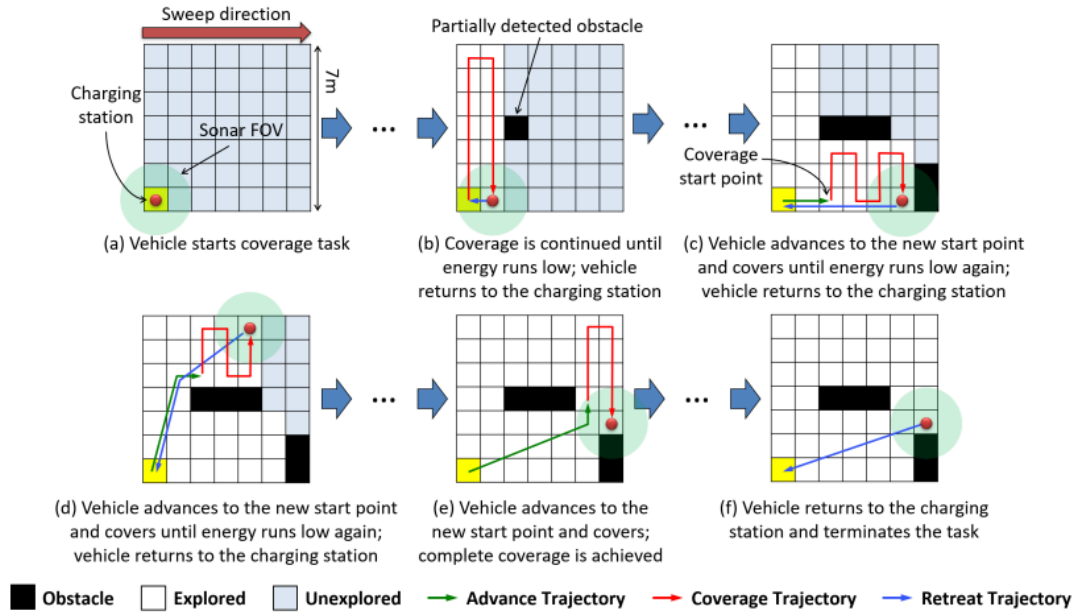 Sweep direction
Partially detected obstacle
Charging
station
Sonar FOV
7m
...
...
Coverage
start point
(a) Vehicle starts coverage task
(b) Coverage is continued until
energy runs low; vehicle
returns to the charging station
(c) Vehicle advances to the new start point
and covers until energy runs low again;
vehicle returns to the charging station
...
...
(d) Vehicle advances to the new start point
and covers until energy runs low again;
vehicle returns to the charging station
(e) Vehicle advances to the
new start point and covers;
complete coverage is achieved
(f) Vehicle returns to the charging
station and terminates the task
Obstacle Explored Unexplored Advance Trajectory Coverage Trajectory Retreat Trajectory